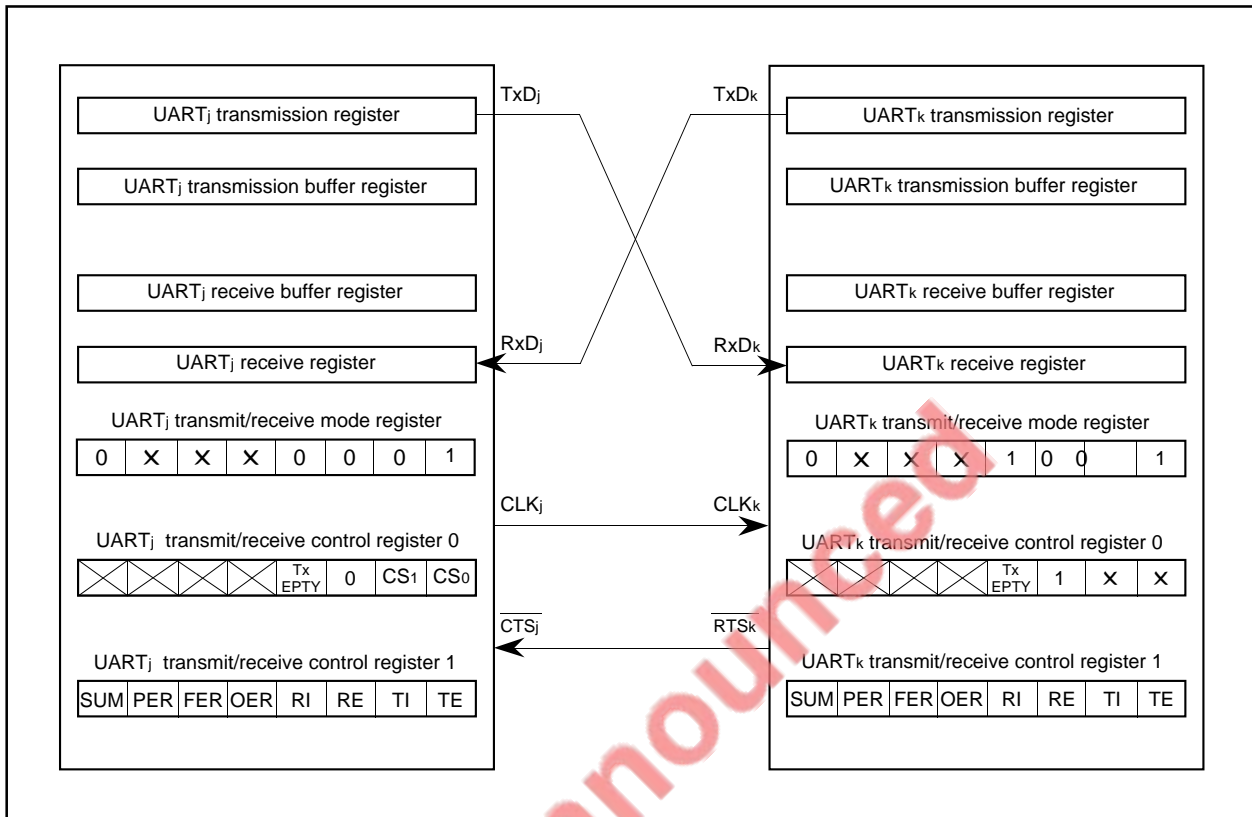 TxDj
TxDk
UARTj transmission register
UARTk transmission register
UARTj transmission buffer register
UARTk transmission buffer register
UARTj receive buffer register
UARTk receive buffer register
RxDj
RxDk
UARTj receive register
UARTk receive register
UARTj transmit/receive mode register
UARTk transmit/receive mode register
0 × × × 0 0 0 1
0 × × × 1 0 0 1
CLKj
CLKk
UARTj transmit/receive control register 0
UARTk transmit/receive control register 0
Tx EPTY 0 CS1 CS0
Tx EPTY 1 × ×
CTSj
RTSk
UARTj transmit/receive control register 1
UARTk transmit/receive control register 1
SUM PER FER OER RI RE TI TE
SUM PER FER OER RI RE TI TE